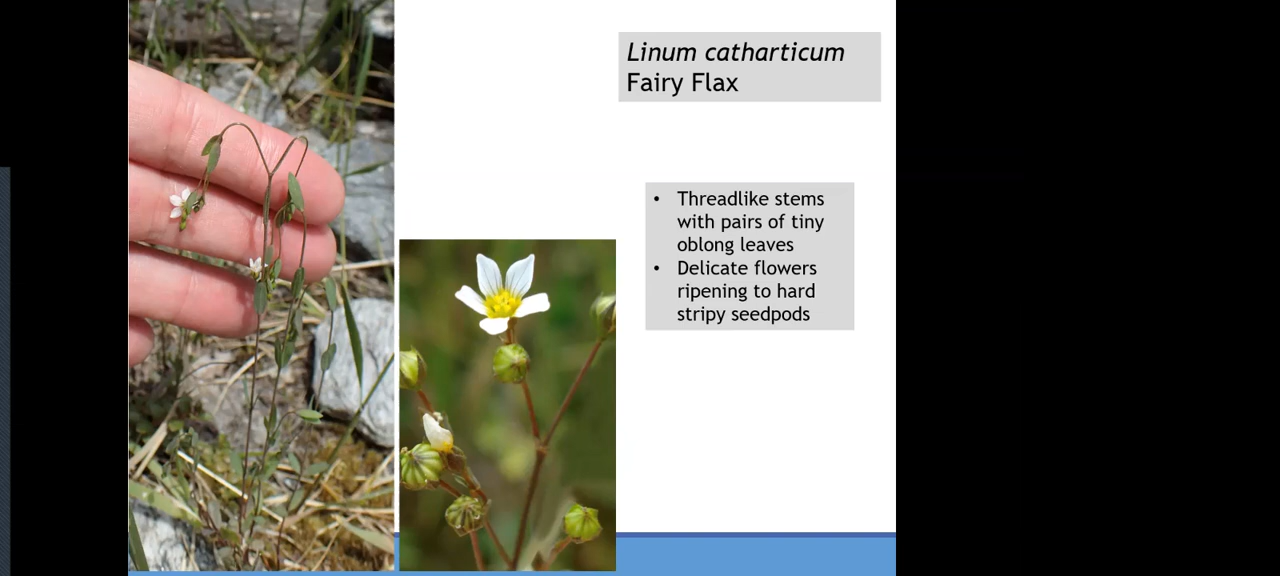 Linum catharticum
Fairy Flax
• Threadlike stems
with pairs of tiny
oblong leaves
• Delicate flowers
ripening to hard
stripy seedpods